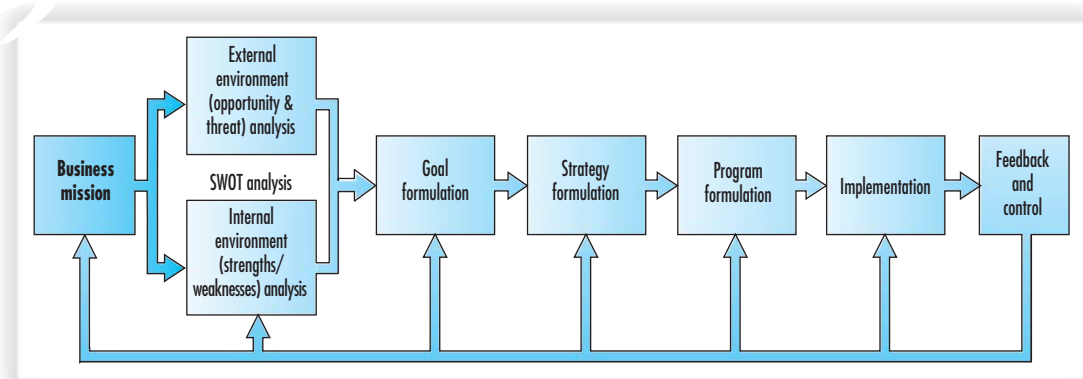 Business
mission
External
environment
(opportunity &
threat) analysis
SWOT analysis
Internal
environment
(strengths/
weaknesses) analysis
Goal
formulation
Strategy
formulation
Program
formulation
Implementation
Feedback
and
control